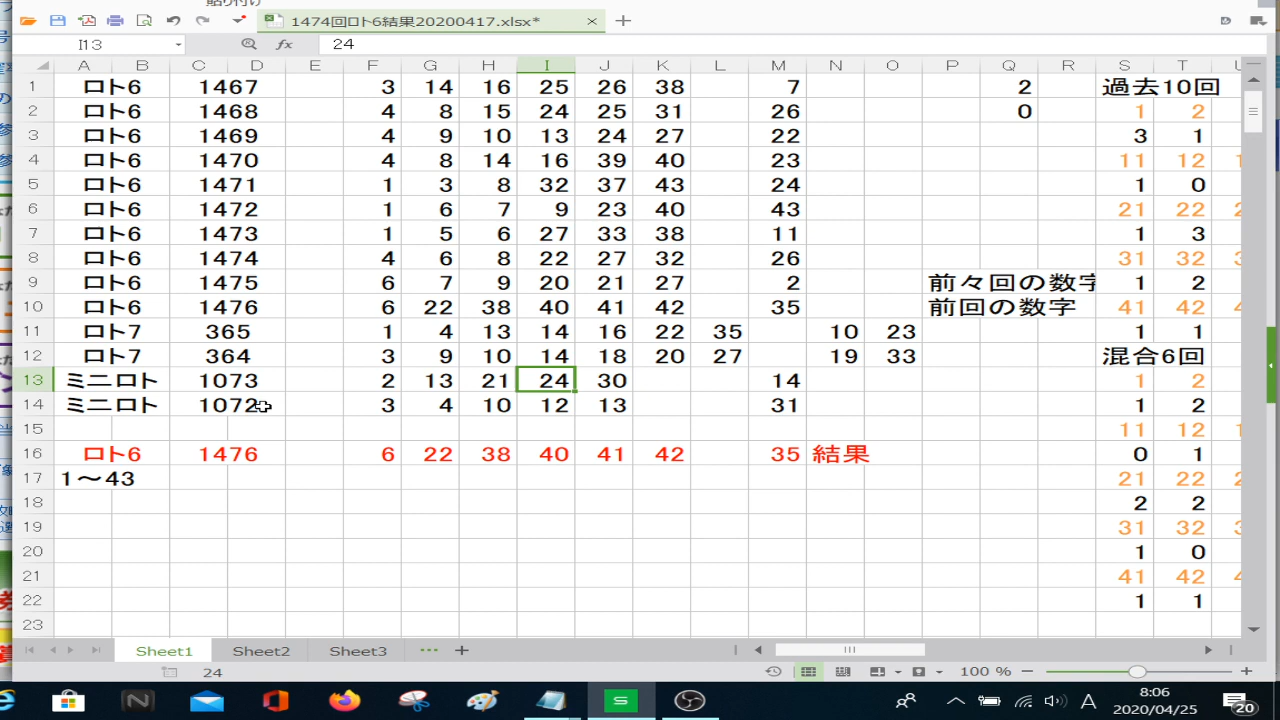 1474回ロト6結果20200417.xlsx*
I13 fx 24
A B C D E F G H I J K L M N O P Q R S T
1 ロト6 1467 3 14 16 25 26 38 7 2 過去10回
2 ロト6 1468 4 8 15 24 25 31 26 0 1 2
3 ロト6 1469 4 9 10 13 24 27 22 3 1
4 ロト6 1470 4 8 14 16 39 40 23 11 12
5 ロト6 1471 1 3 8 32 37 43 24 1 0
6 ロト6 1472 1 6 7 9 23 40 43 21 22
7 ロト6 1473 1 5 6 27 33 38 11 1 3
8 ロト6 1474 4 6 8 22 27 32 26 31 32
9 ロト6 1475 6 7 9 20 21 27 2 前々回の数字 1 2
10 ロト6 1476 6 22 38 40 41 42 35 前回の数字 41 42
11 ロト7 365 1 4 13 14 16 22 35 10 23 1 1
12 ロト7 364 3 9 10 14 18 20 27 19 33 混合6回
13 ミニロト 1073 2 13 21 24 30 14 1 2
14 ミニロト 1072 3 4 10 12 13 31 1 2
15 11 12
16 ロト6 1476 6 22 38 40 41 42 35 結果 0 1
17 1～43 21 22
18 2 2
19 31 32
20 1 0
21 41 42
22 1 1
23
Sheet1 Sheet2 Sheet3 ··· +
24 100 %
A 8:06
2020/04/25 20